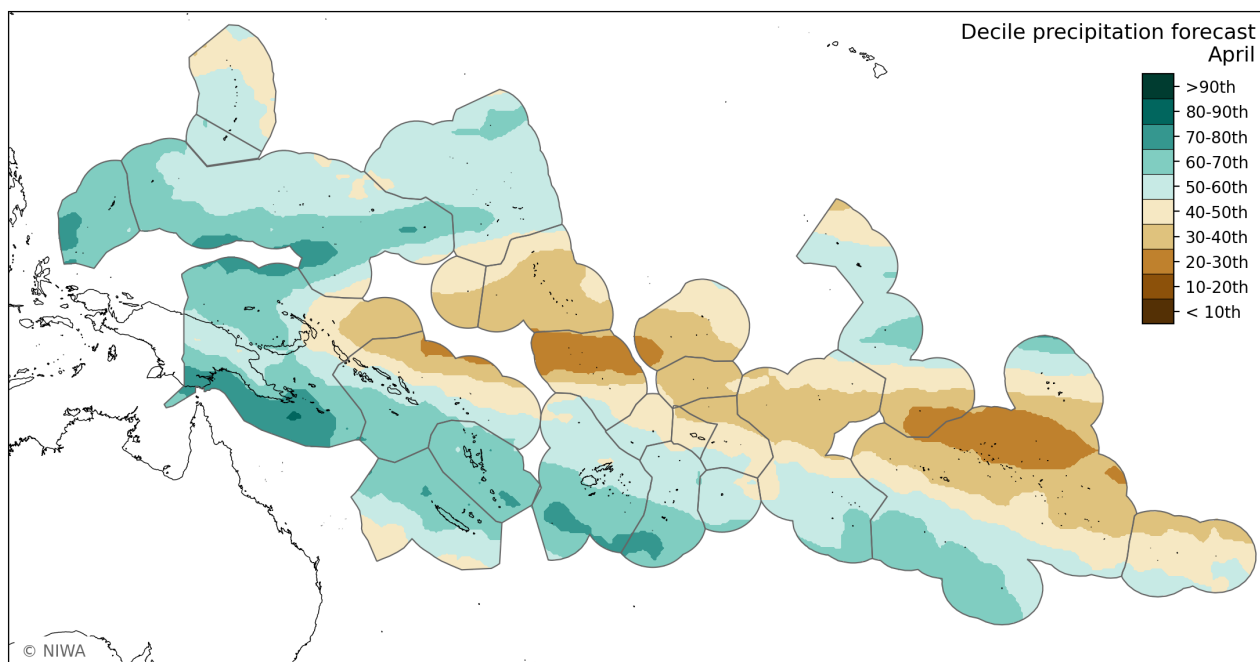 Decile precipitation forecast
April
>90th
80-90th
70-80th
60-70th
50-60th
40-50th
30-40th
20-30th
10-20th
< 10th
© NIWA